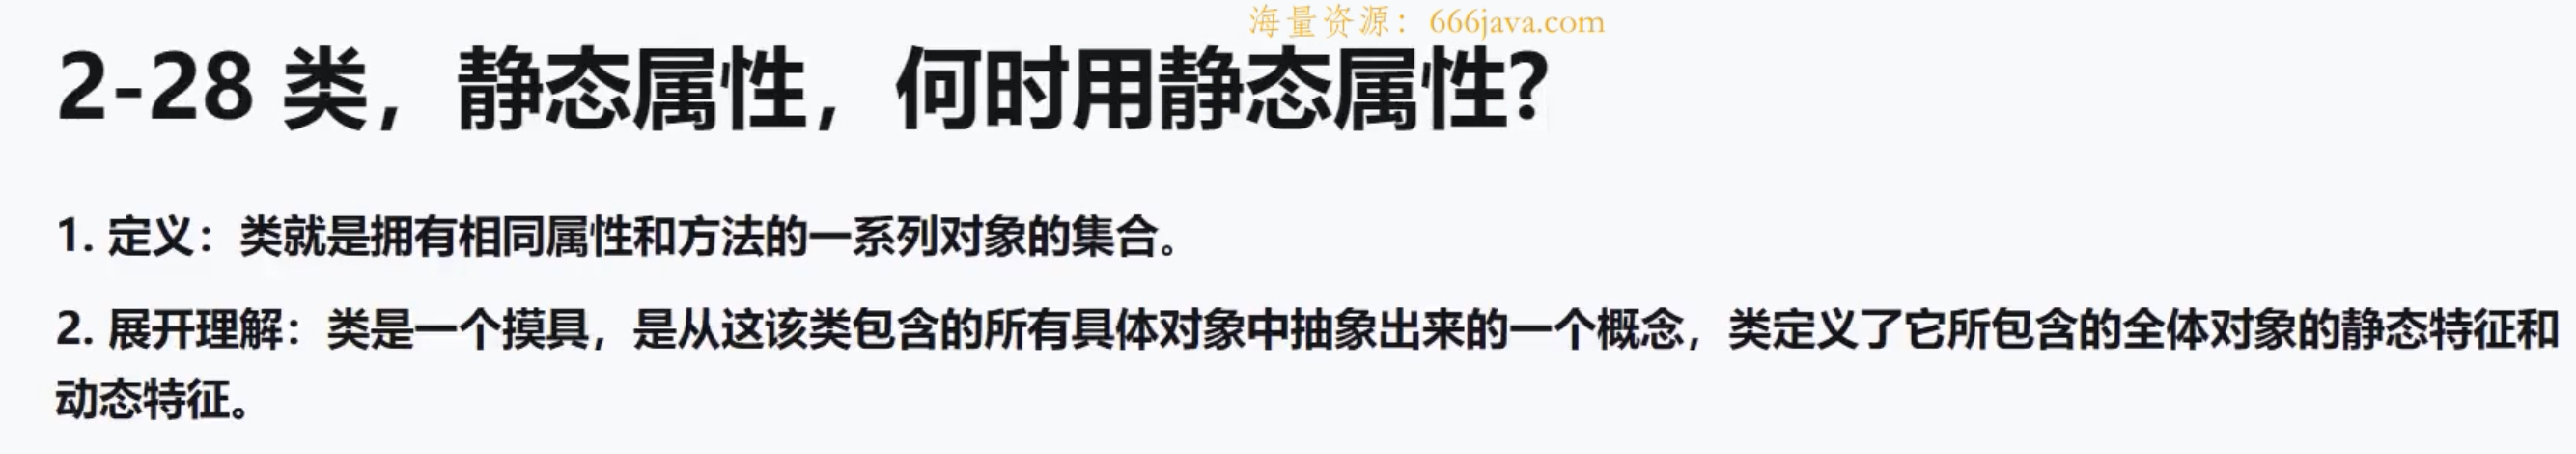 海量资源：666java.com
2-28 类，静态属性，何时用静态属性?
1. 定义：类就是拥有相同属性和方法的一系列对象的集合。
2. 展开理解：类是一个摸具，是从这该类包含的所有具体对象中抽象出来的一个概念，类定义了它所包含的全体对象的静态特征和
动态特征。